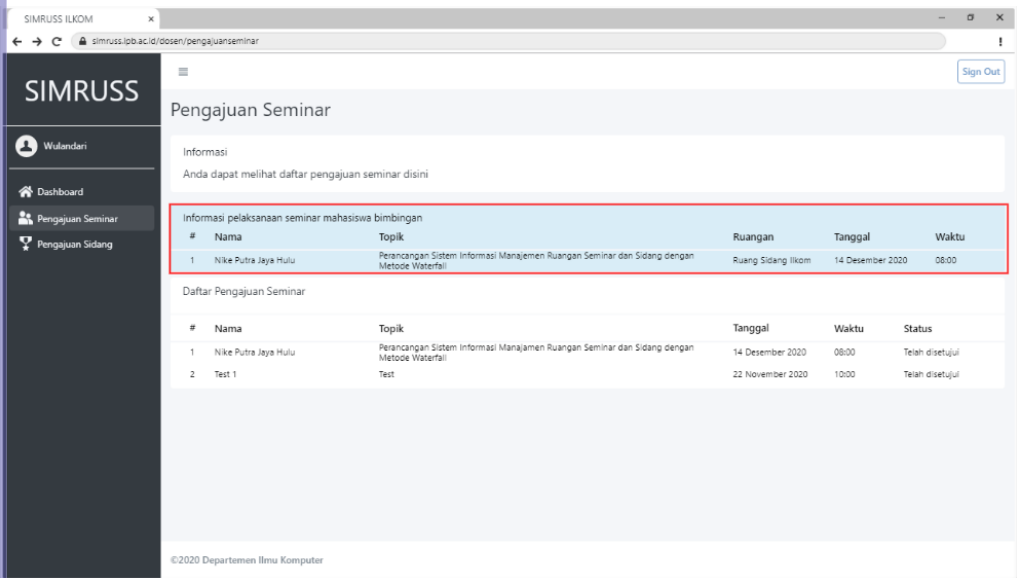 SIMRUSS ILKOM
simruss.ipb.ac.id/dosen/pengajuanseminar
SIMRUSS
Sign Out
Pengajuan Seminar
Wulandari
Informasi
Anda dapat melihat daftar pengajuan seminar disini
Dashboard
Pengajuan Seminar
Pengajuan Sidang
Informasi pelaksanaan seminar mahasiswa bimbingan
# Nama Topik Ruangan Tanggal Waktu
1 Nike Putra Jaya Hulu Perancangan Sistem Informasi Manajemen Ruangan Seminar dan Sidang dengan Metode Waterfall Ruang Sidang Ilkom 14 Desember 2020 08:00
Daftar Pengajuan Seminar
# Nama Topik Tanggal Waktu Status
1 Nike Putra Jaya Hulu Perancangan Sistem Informasi Manajamen Ruangan Seminar dan Sidang dengan Metode Waterfall 14 Desember 2020 08:00 Telah disetujui
2 Test 1 Test 22 November 2020 10:00 Telah disetujui
©2020 Departemen Ilmu Komputer